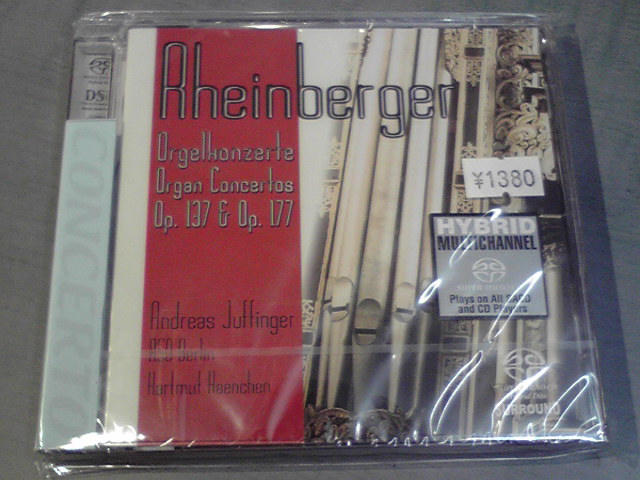 Rheinberger
Orgelkonzerte
Organ Concertos
Op. 137 & Op. 177
¥1380
HYBRID
MULTICHANNEL
Plays on All SACD
and CD Players
Andreas Juffinger
RSO Berlin
Hartmut Haenchen
SURROUND
DS
CONCERTO